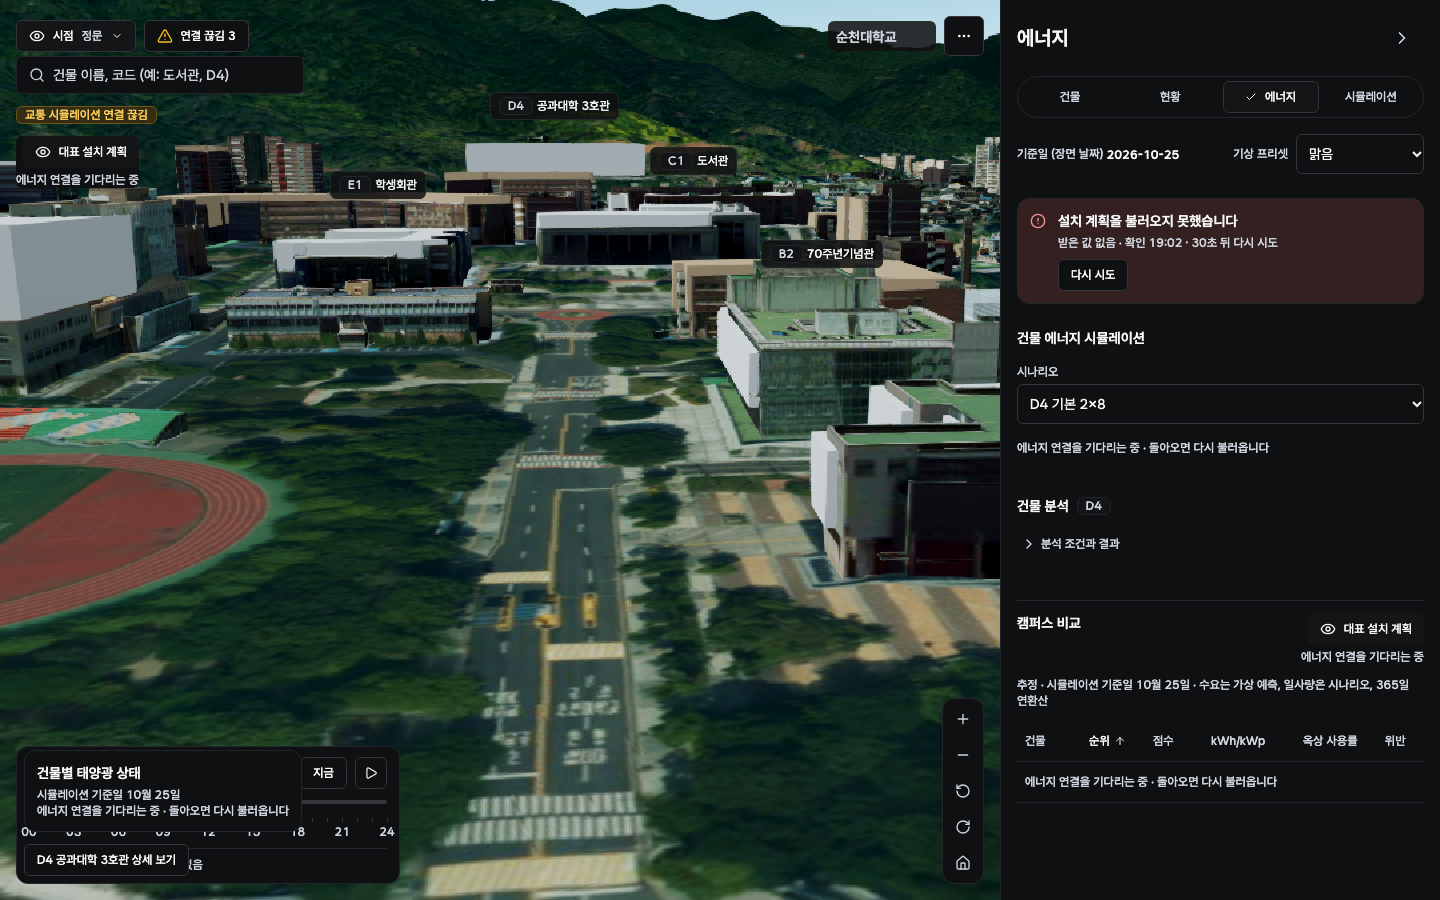 시점 정문
연결 끊김 3
순천대학교
건물 이름, 코드 (예: 도서관, D4)
교통 시뮬레이션 연결 끊김
대표 설치 계획
에너지 연결을 기다리는 중
D4 공과대학 3호관
C1 도서관
E1 학생회관
B2 70주년기념관
건물별 태양광 상태
시뮬레이션 기준일 10월 25일
에너지 연결을 기다리는 중 · 돌아오면 다시 불러옵니다
지금
00 03 06 09 12 15 18 21 24
D4 공과대학 3호관 상세 보기
없음
에너지
건물 현황 에너지 시뮬레이션
기준일 (장면 날짜) 2026-10-25
기상 프리셋 맑음
설치 계획을 불러오지 못했습니다
받은 값 없음 · 확인 19:02 · 30초 뒤 다시 시도
다시 시도
건물 에너지 시뮬레이션
시나리오
D4 기본 2×8
에너지 연결을 기다리는 중 · 돌아오면 다시 불러옵니다
건물 분석 D4
분석 조건과 결과
캠퍼스 비교
대표 설치 계획
에너지 연결을 기다리는 중
추정 · 시뮬레이션 기준일 10월 25일 · 수요는 가상 예측, 일사량은 시나리오, 365일
연환산
건물 순위 ↑ 점수 kWh/kWp 옥상 사용률 위반
에너지 연결을 기다리는 중 · 돌아오면 다시 불러옵니다